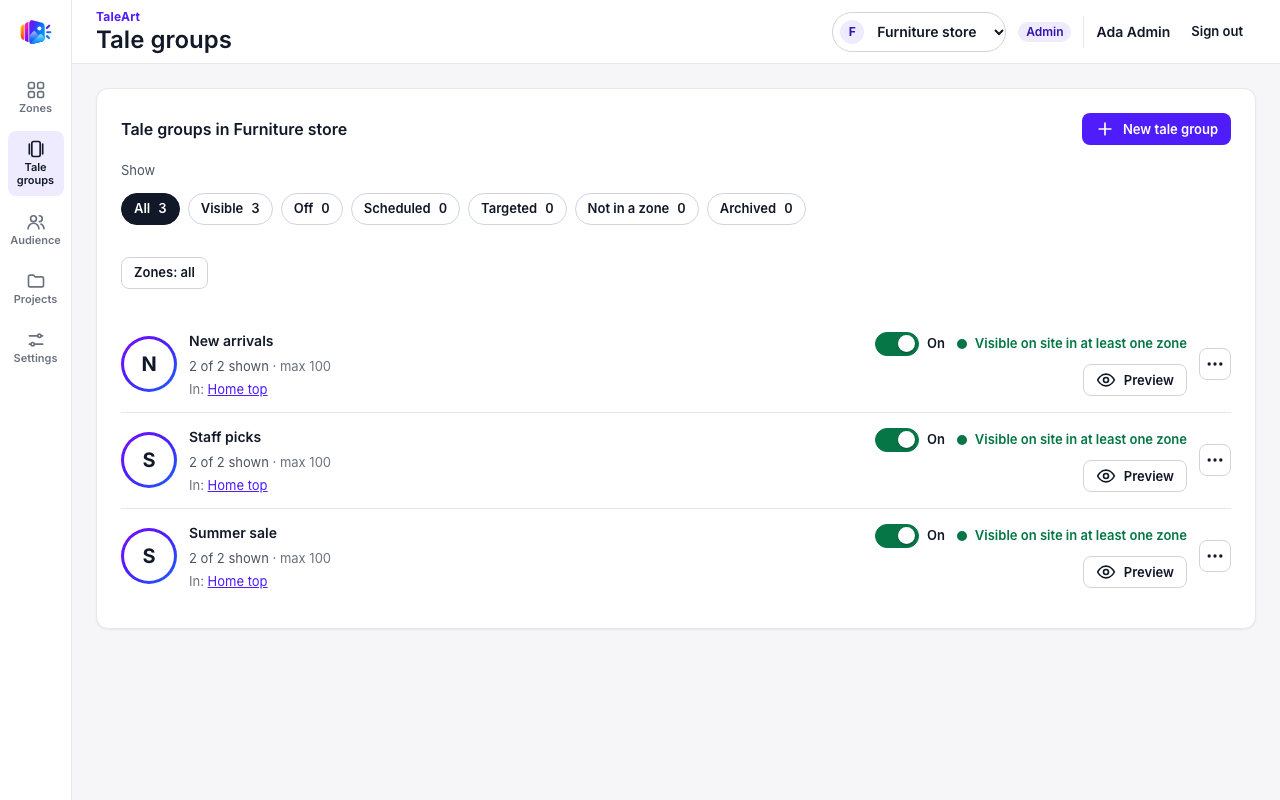 TaleArt
Tale groups
F Furniture store
Admin
Ada Admin
Sign out
Zones
Tale groups
Audience
Projects
Settings
Tale groups in Furniture store
New tale group
Show
All 3
Visible 3
Off 0
Scheduled 0
Targeted 0
Not in a zone 0
Archived 0
Zones: all
N
New arrivals
2 of 2 shown · max 100
In: Home top
On
Visible on site in at least one zone
Preview
S
Staff picks
2 of 2 shown · max 100
In: Home top
On
Visible on site in at least one zone
Preview
S
Summer sale
2 of 2 shown · max 100
In: Home top
On
Visible on site in at least one zone
Preview